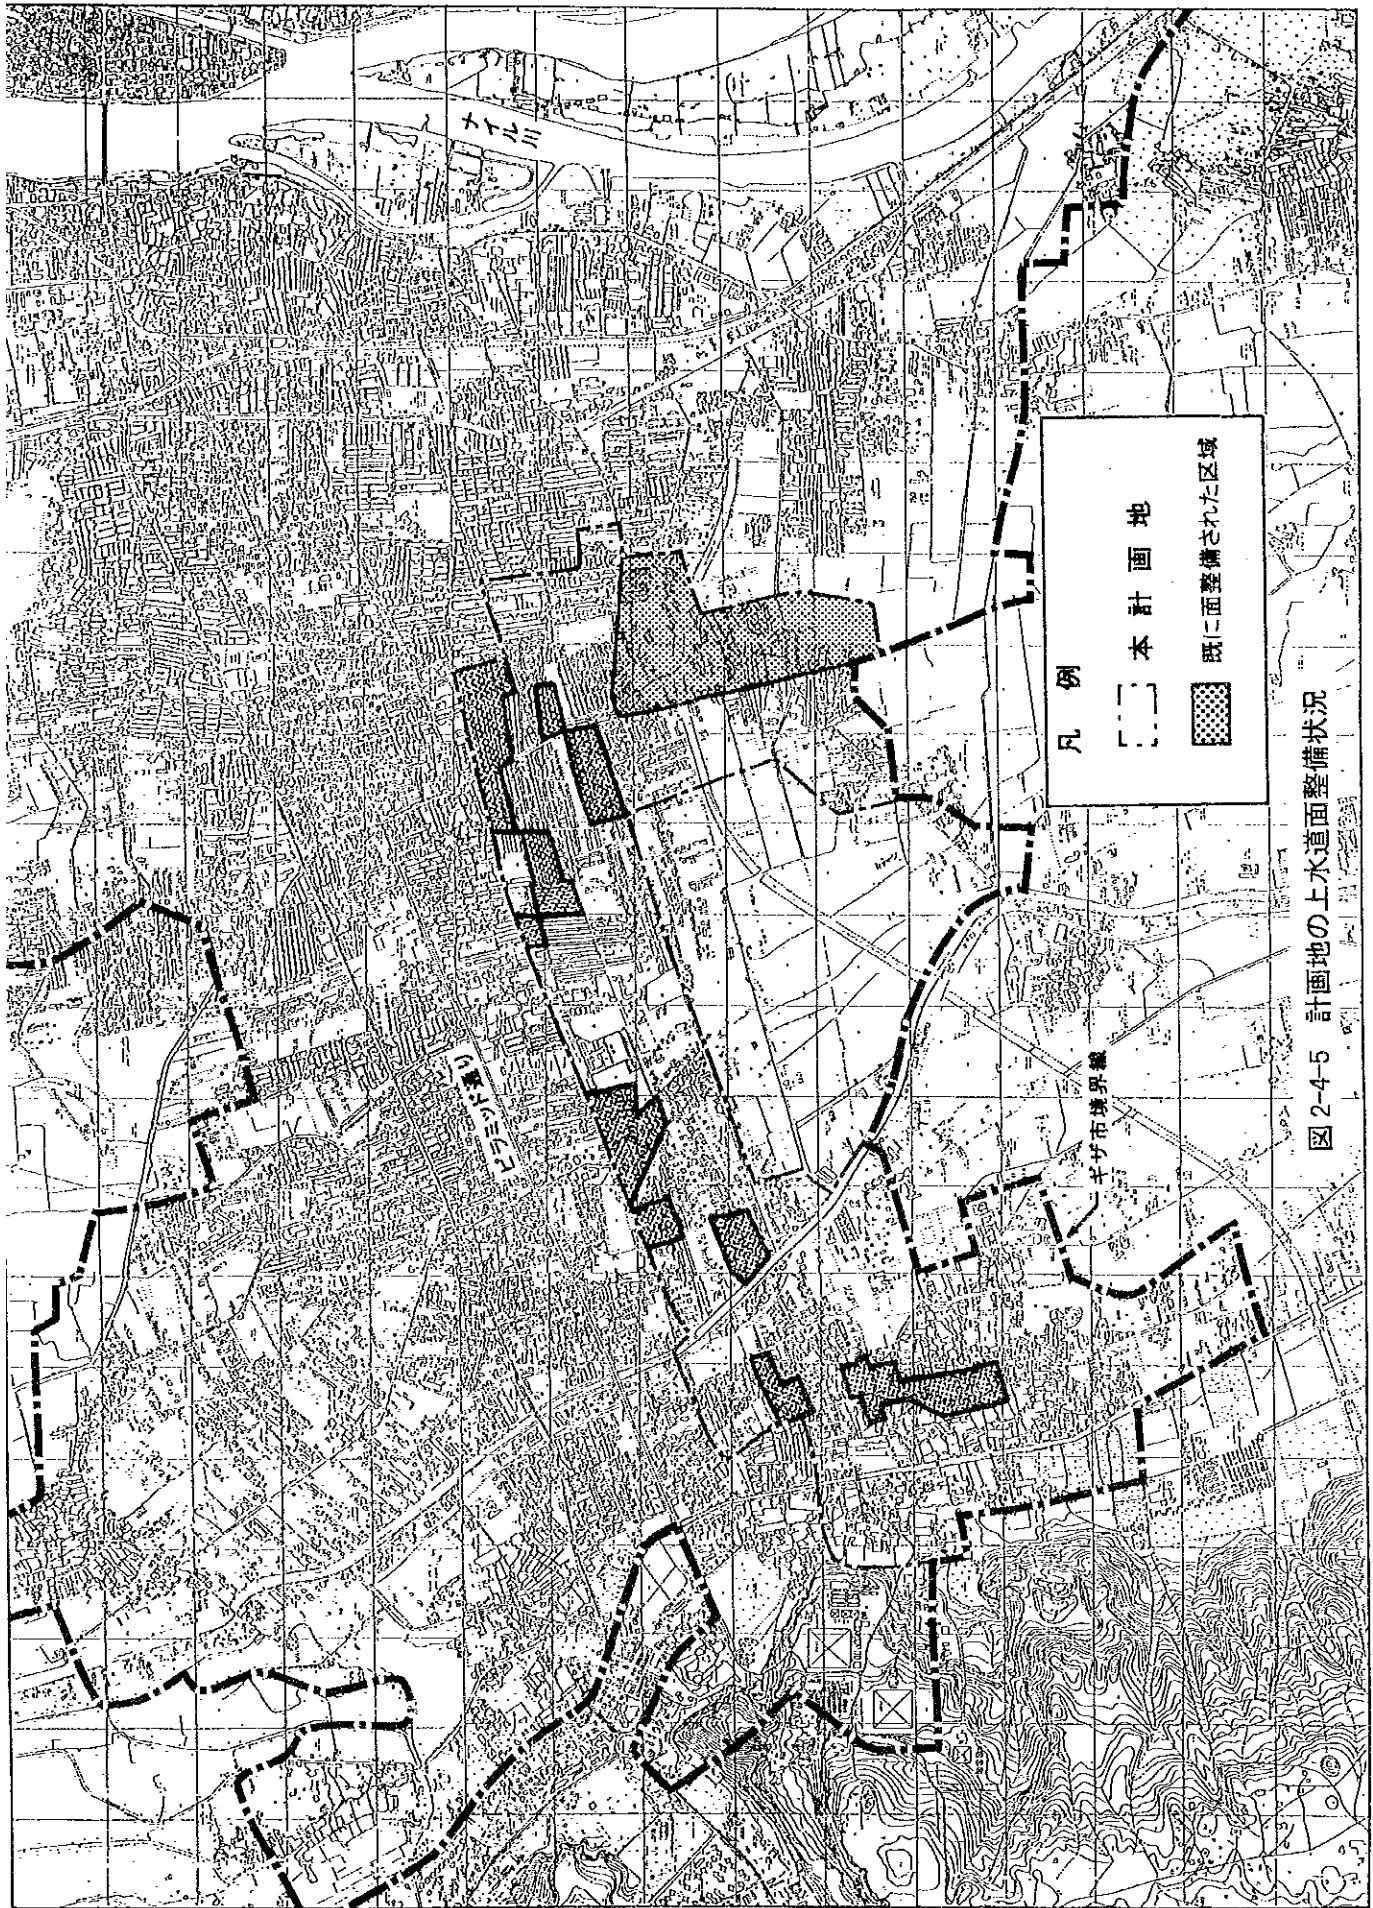 ナイル川
ピラミッド通り
ギザ市境界線
凡例
本計画地
既に面整備された区域
図 2-4-5 計画地の上水道面整備状況